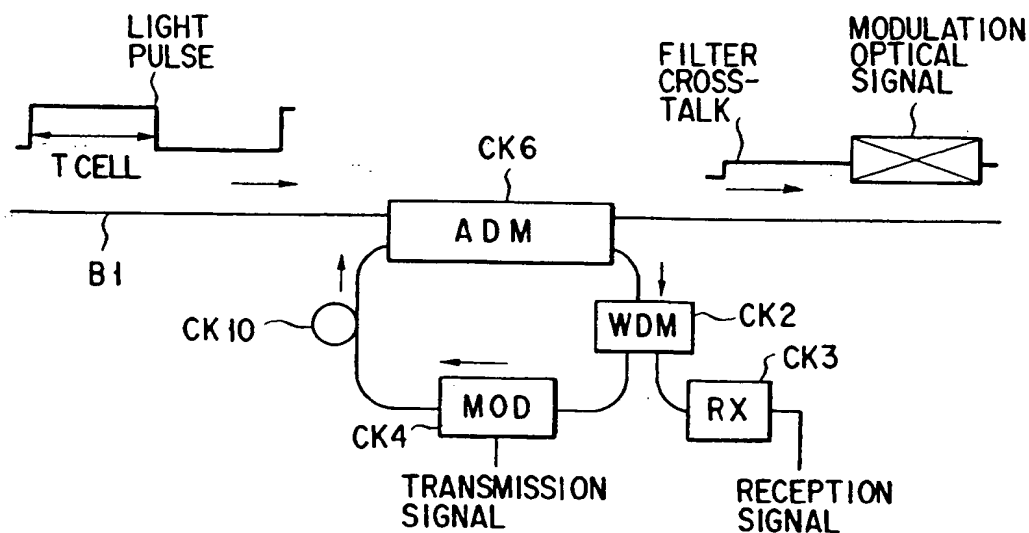 LIGHT
PULSE
T CELL
FILTER
CROSS-
TALK
MODULATION
OPTICAL
SIGNAL
CK6
ADM
B1
CK10
WDM
CK2
CK3
MOD
RX
CK4
TRANSMISSION
SIGNAL
RECEPTION
SIGNAL